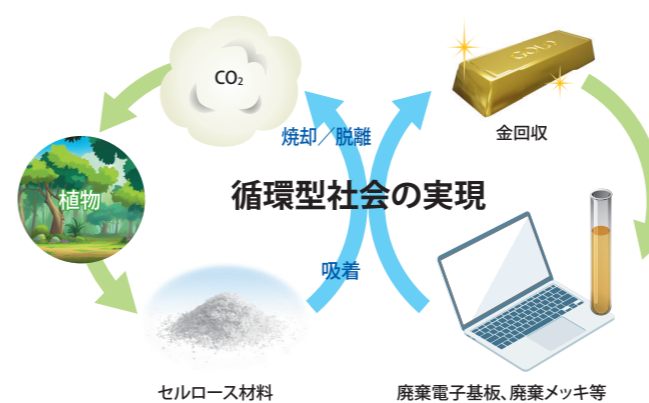 CO₂
GOLD
焼却／脱離
金回収
植物
循環型社会の実現
吸着
セルロース材料
廃棄電子基板、廃棄メッキ等